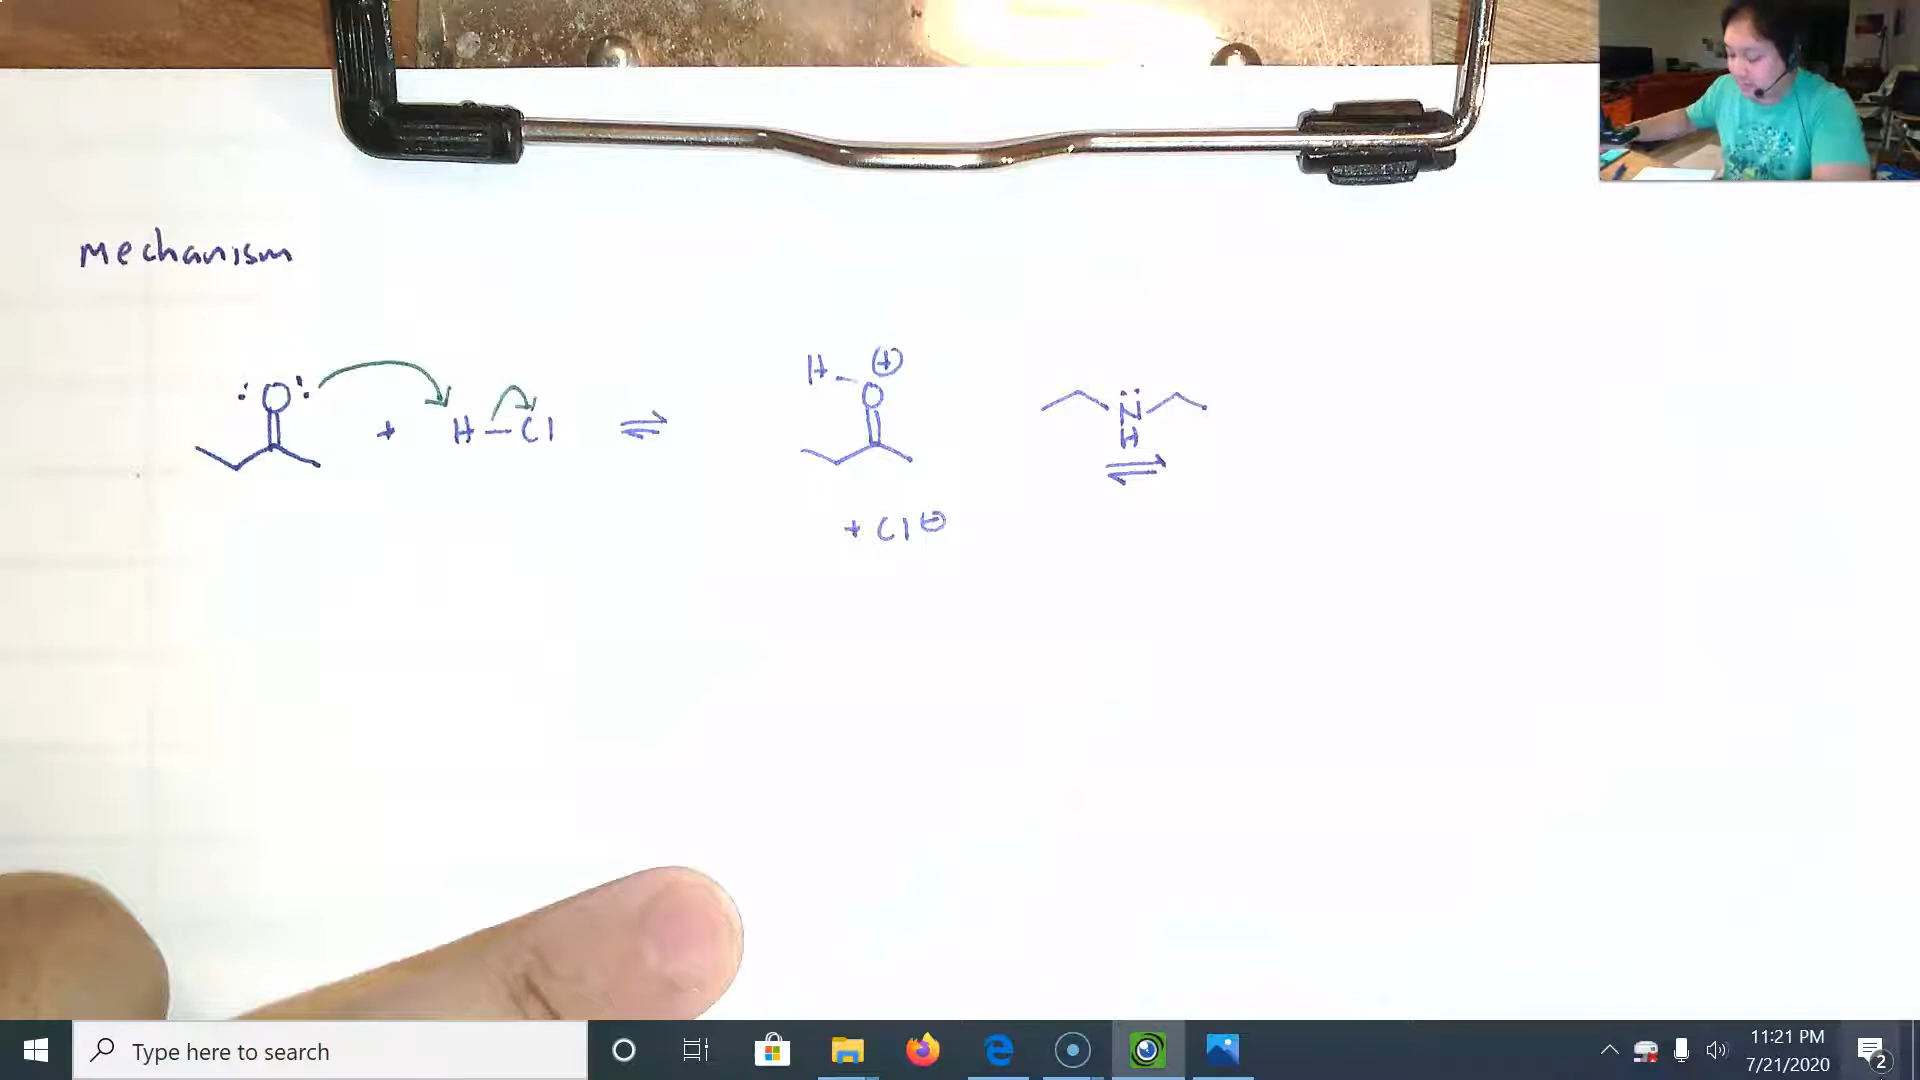 mechanism
:O: + H-Cl ⇌
H-O⊕
+ Cl⊖
N̈
H
⇌
Type here to search
11:21 PM
7/21/2020
2